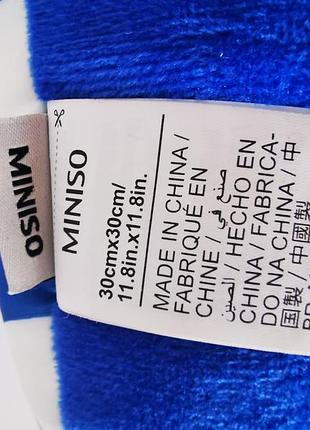 MINISO
MINISO
30cmx30cm/
11.8in.x11.8in.
MADE IN CHINA /
FABRIQUÉ EN
CHINE / صنع في
الصين / HECHO EN
CHINA / FABRICA-
DO NA CHINA / 中
国製 / 中國製